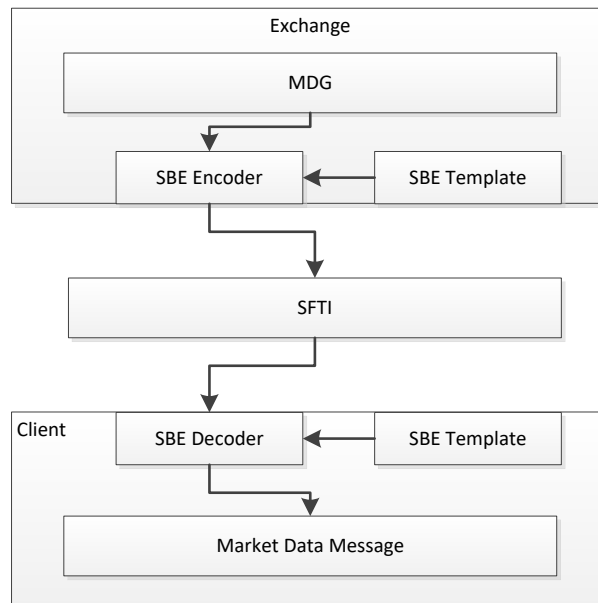 Exchange
MDG
SBE Encoder
SBE Template
SFTI
Client
SBE Decoder
SBE Template
Market Data Message